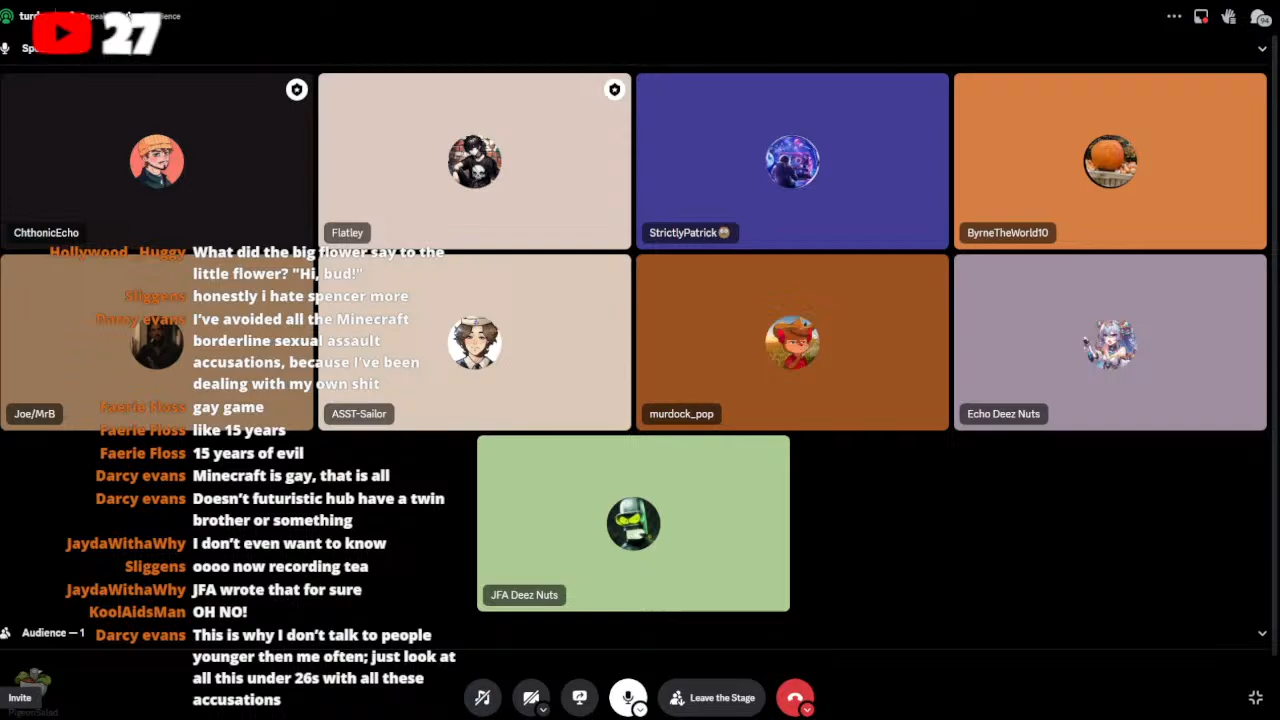 27
94
ChthonicEcho
Flatley
StrictlyPatrick
ByrneTheWorld10
Hollywood_Huggy What did the big flower say to the
little flower? "Hi, bud!"
Sliggens honestly i hate spencer more
Darcy evans I've avoided all the Minecraft
borderline sexual assault
accusations, because I've been
dealing with my own shit
Joe/MrB
ASST-Sailor
murdock_pop
Echo Deez Nuts
Faerie Floss gay game
Faerie Floss like 15 years
Faerie Floss 15 years of evil
Darcy evans Minecraft is gay, that is all
Darcy evans Doesn't futuristic hub have a twin
brother or something
JaydaWithaWhy I don't even want to know
Sliggens oooo now recording tea
JaydaWithaWhy JFA wrote that for sure
JFA Deez Nuts
KoolAidsMan OH NO!
Audience — 1
Darcy evans This is why I don't talk to people
younger then me often; just look at
all this under 26s with all these
accusations
Invite
PigeonSalad
Leave the Stage